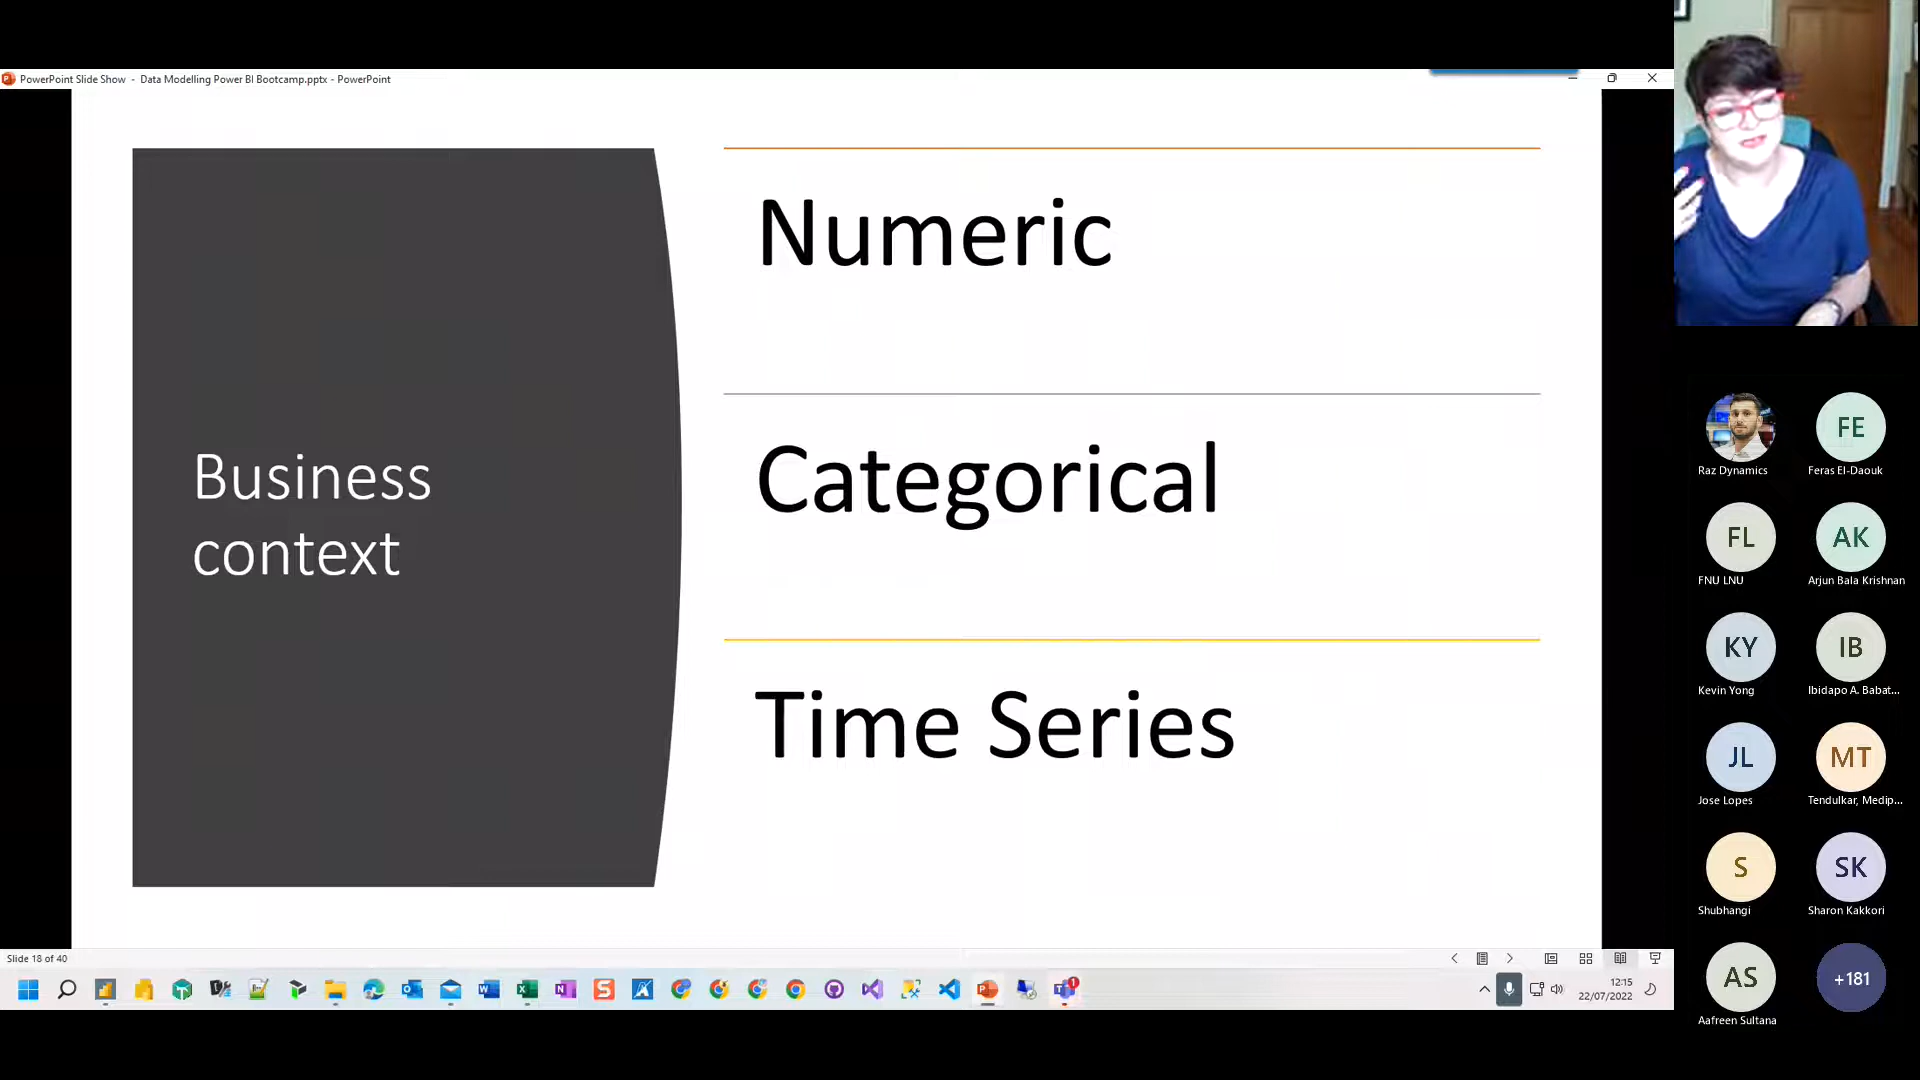 PowerPoint Slide Show - Data Modelling Power BI Bootcamp.pptx - PowerPoint
Business
context
Numeric
Categorical
Time Series
Slide 18 of 40
12:15
22/07/2022
Raz Dynamics
FE
Feras El-Daouk
FL
FNU LNU
AK
Arjun Bala Krishnan
KY
Kevin Yong
IB
Ibidapo A. Babat...
JL
Jose Lopes
MT
Tendulkar, Medip...
S
Shubhangi
SK
Sharon Kakkori
AS
Aafreen Sultana
+181